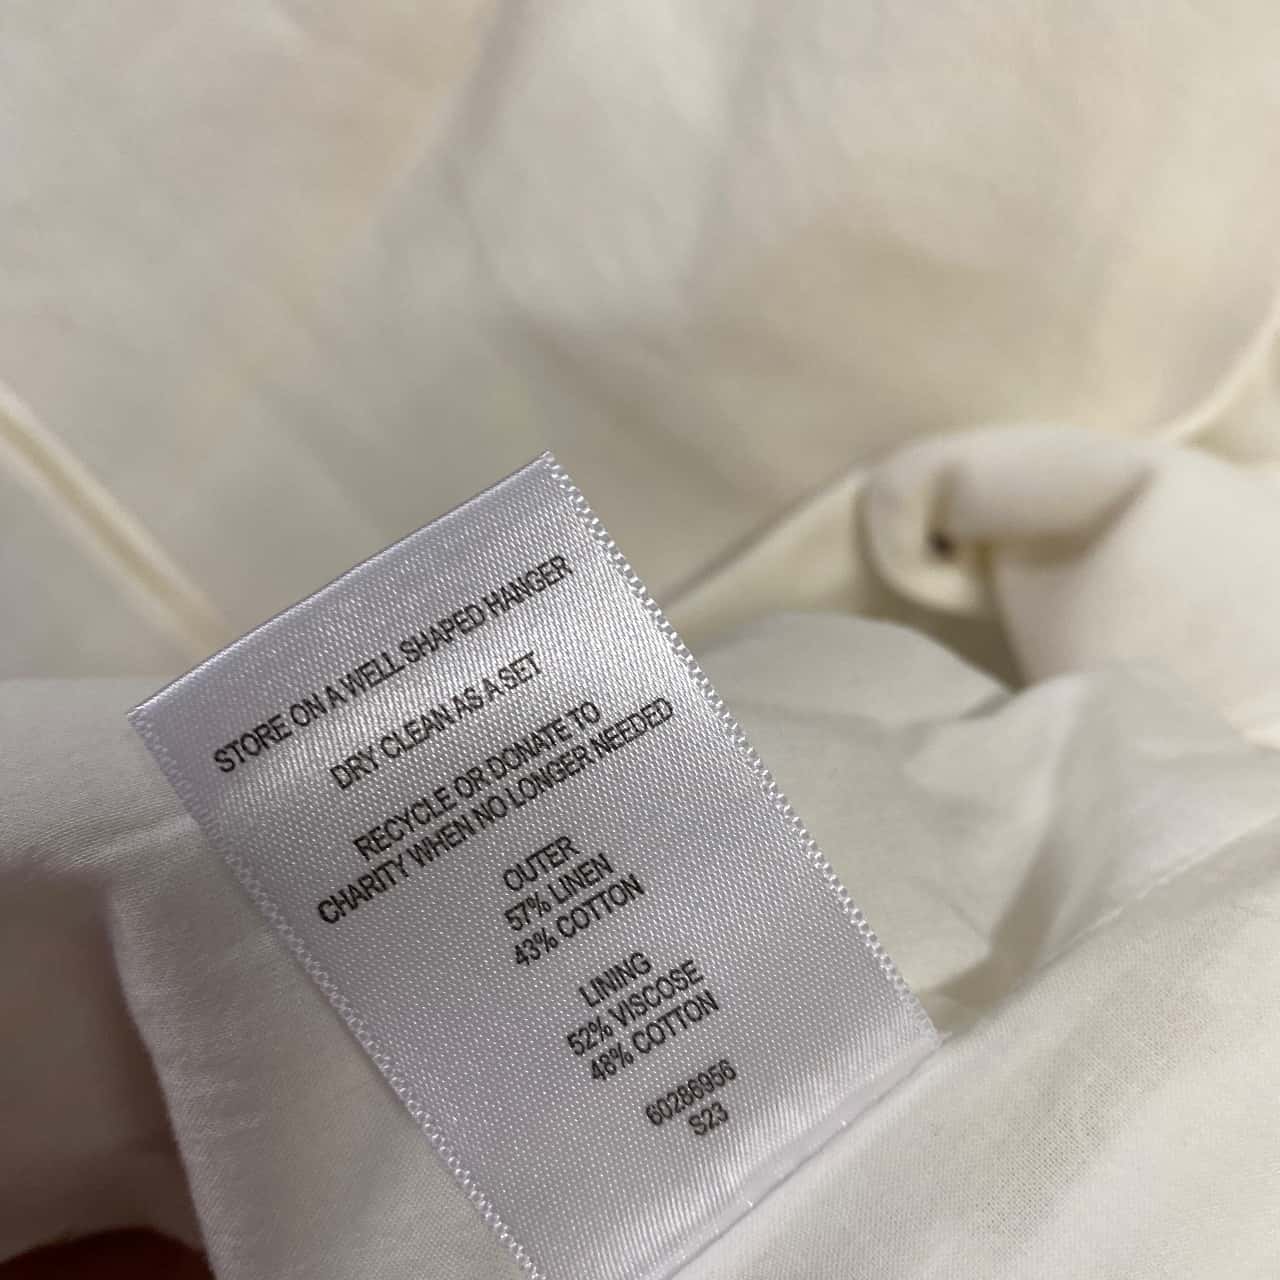 STORE ON A WELL SHAPED HANGER
DRY CLEAN AS A SET
RECYCLE OR DONATE TO
CHARITY WHEN NO LONGER NEEDED
OUTER
57% LINEN
43% COTTON
LINING
52% VISCOSE
48% COTTON
60286956
S23